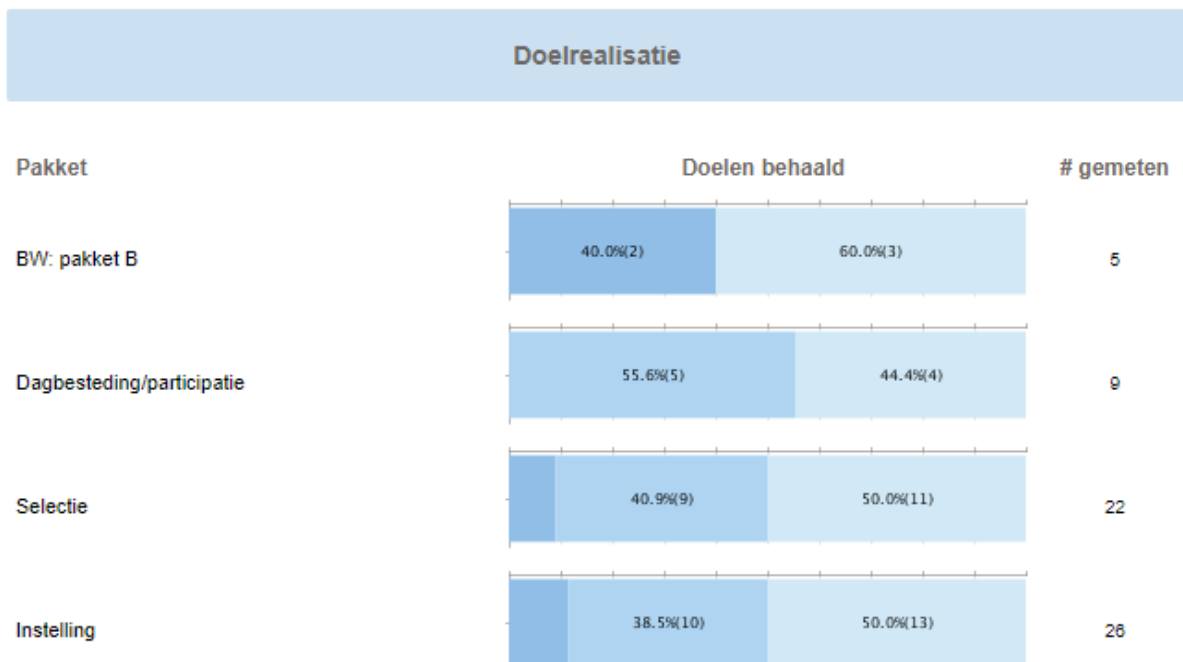 Doelrealisatie
Pakket Doelen behaald # gemeten
BW: pakket B 40.0%(2) 60.0%(3) 5
Dagbesteding/participatie 55.6%(5) 44.4%(4) 9
Selectie 40.9%(9) 50.0%(11) 22
Instelling 38.5%(10) 50.0%(13) 26